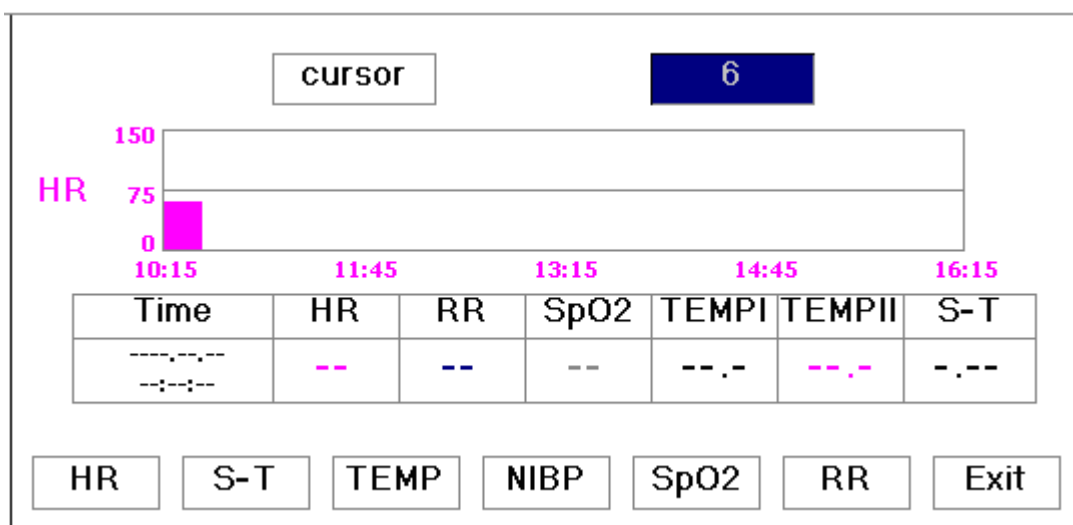 cursor 6
150
HR 75
0
10:15 11:45 13:15 14:45 16:15
Time HR RR SpO2 TEMPI TEMPII S-T
----.--.--
--:--:-- -- -- -- --.- --.- -.--
HR S-T TEMP NIBP SpO2 RR Exit